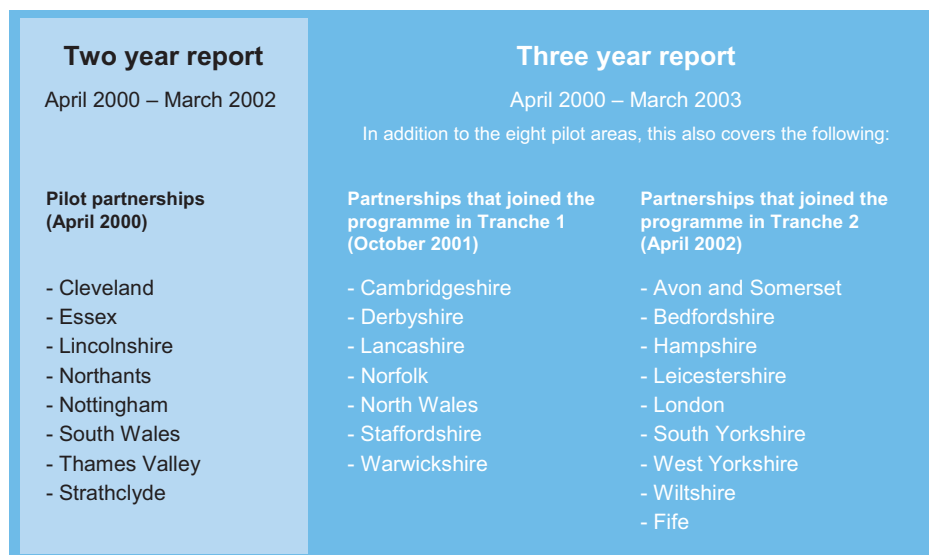 Two year report
April 2000 – March 2002
Pilot partnerships
(April 2000)
- Cleveland
- Essex
- Lincolnshire
- Northants
- Nottingham
- South Wales
- Thames Valley
- Strathclyde
Three year report
April 2000 – March 2003
In addition to the eight pilot areas, this also covers the following:
Partnerships that joined the
programme in Tranche 1
(October 2001)
- Cambridgeshire
- Derbyshire
- Lancashire
- Norfolk
- North Wales
- Staffordshire
- Warwickshire
Partnerships that joined the
programme in Tranche 2
(April 2002)
- Avon and Somerset
- Bedfordshire
- Hampshire
- Leicestershire
- London
- South Yorkshire
- West Yorkshire
- Wiltshire
- Fife